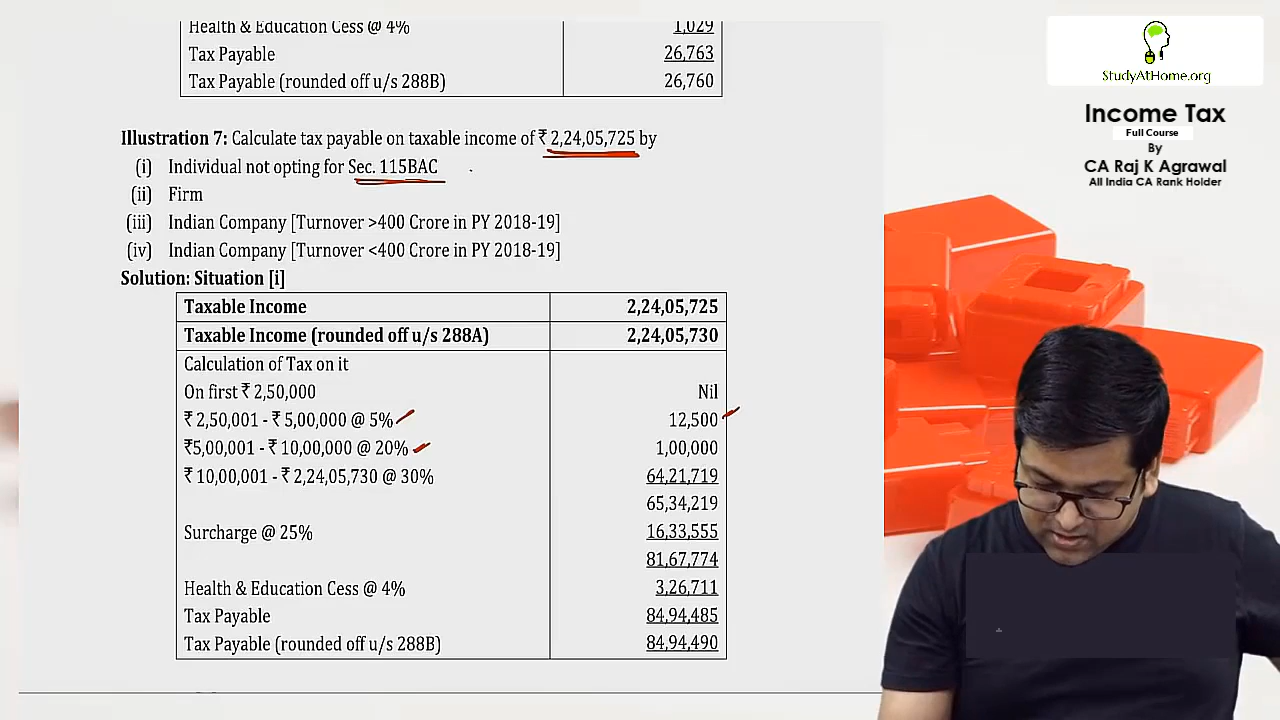 Health & Education Cess @ 4% 1,029
Tax Payable 26,763
Tax Payable (rounded off u/s 288B) 26,760
Illustration 7: Calculate tax payable on taxable income of ₹ 2,24,05,725 by
(i) Individual not opting for Sec. 115BAC
(ii) Firm
(iii) Indian Company [Turnover >400 Crore in PY 2018-19]
(iv) Indian Company [Turnover <400 Crore in PY 2018-19]
Solution: Situation [i]
Taxable Income 2,24,05,725
Taxable Income (rounded off u/s 288A) 2,24,05,730
Calculation of Tax on it
On first ₹ 2,50,000 Nil
₹ 2,50,001 - ₹ 5,00,000 @ 5% 12,500
₹5,00,001 - ₹ 10,00,000 @ 20% 1,00,000
₹ 10,00,001 - ₹ 2,24,05,730 @ 30% 64,21,719
65,34,219
Surcharge @ 25% 16,33,555
81,67,774
Health & Education Cess @ 4% 3,26,711
Tax Payable 84,94,485
Tax Payable (rounded off u/s 288B) 84,94,490
StudyAtHome.org
Income Tax
Full Course
By
CA Raj K Agrawal
All India CA Rank Holder